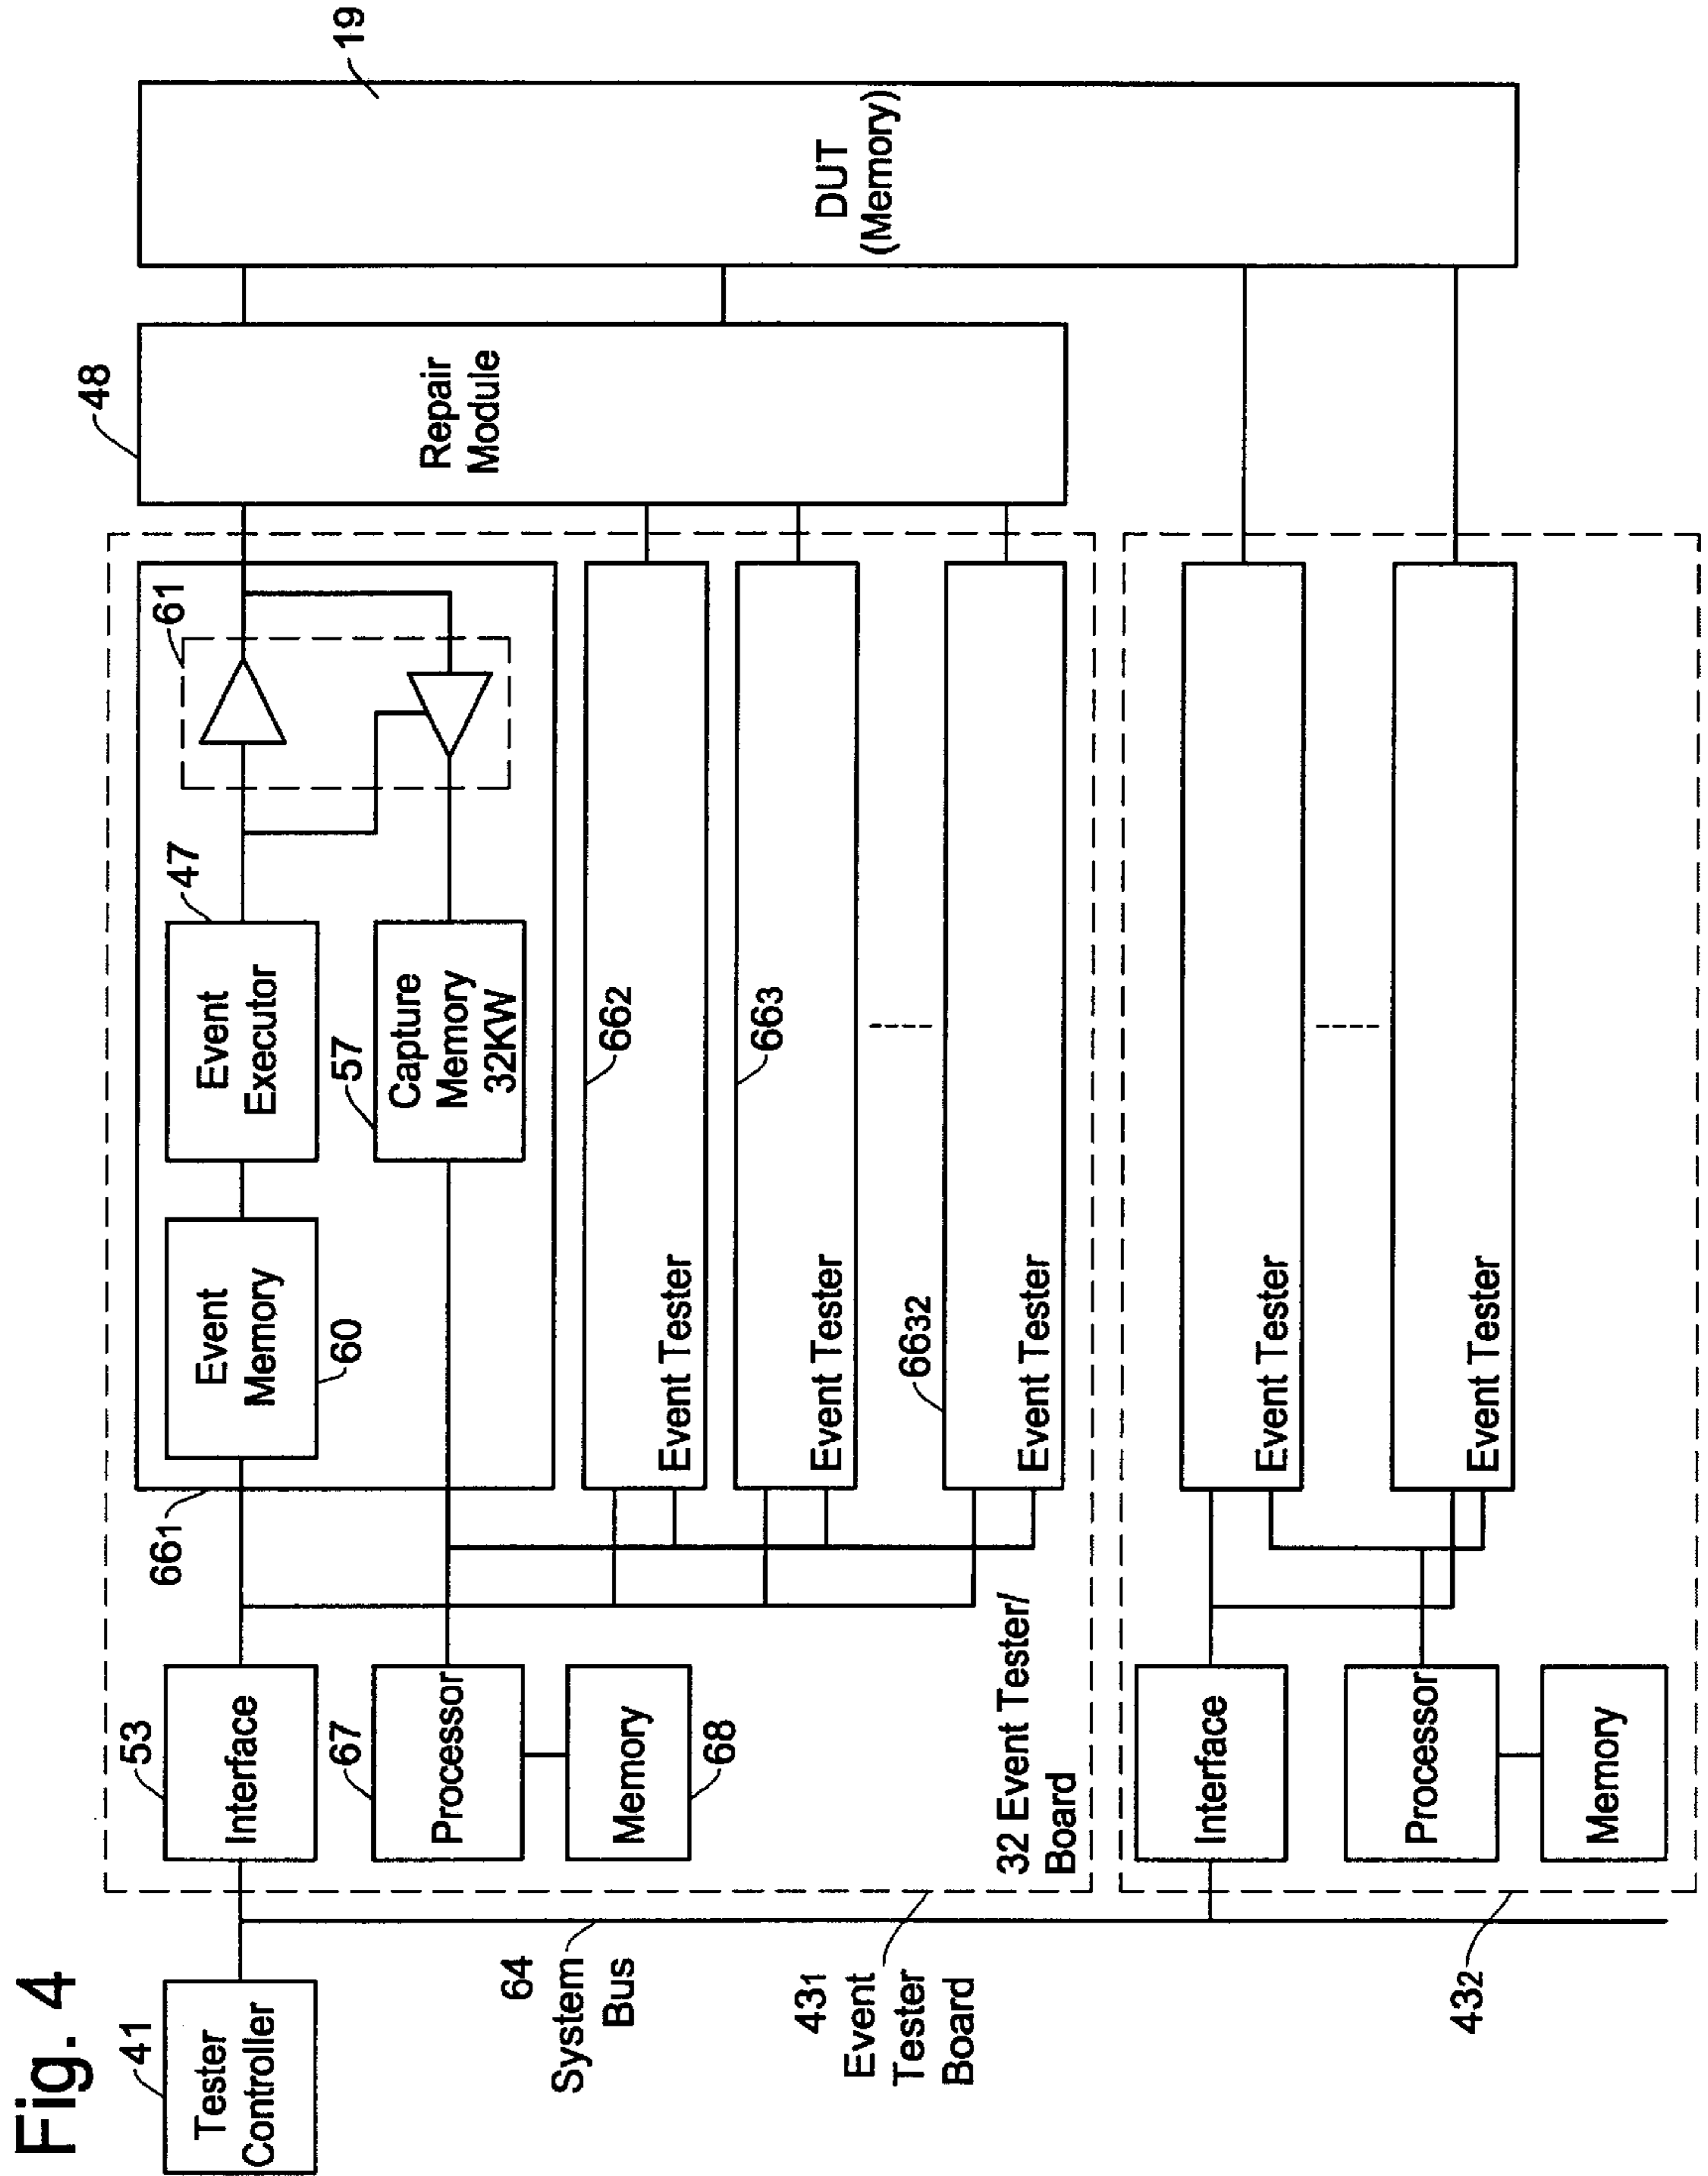 Fig. 4
41
Tester
Controller
64
System
Bus
43₁
Event
Tester
Board
43₂
53
Interface
67
Processor
Memory
68
32 Event Tester/
Board
66₁
Event
Memory
60
47
Event
Executor
57
Capture
Memory
32KW
61
66₂
Event Tester
66₃
Event Tester
66₃₂
Event Tester
48
Repair
Module
19
DUT
(Memory)
Interface
Processor
Memory
Event Tester
Event Tester